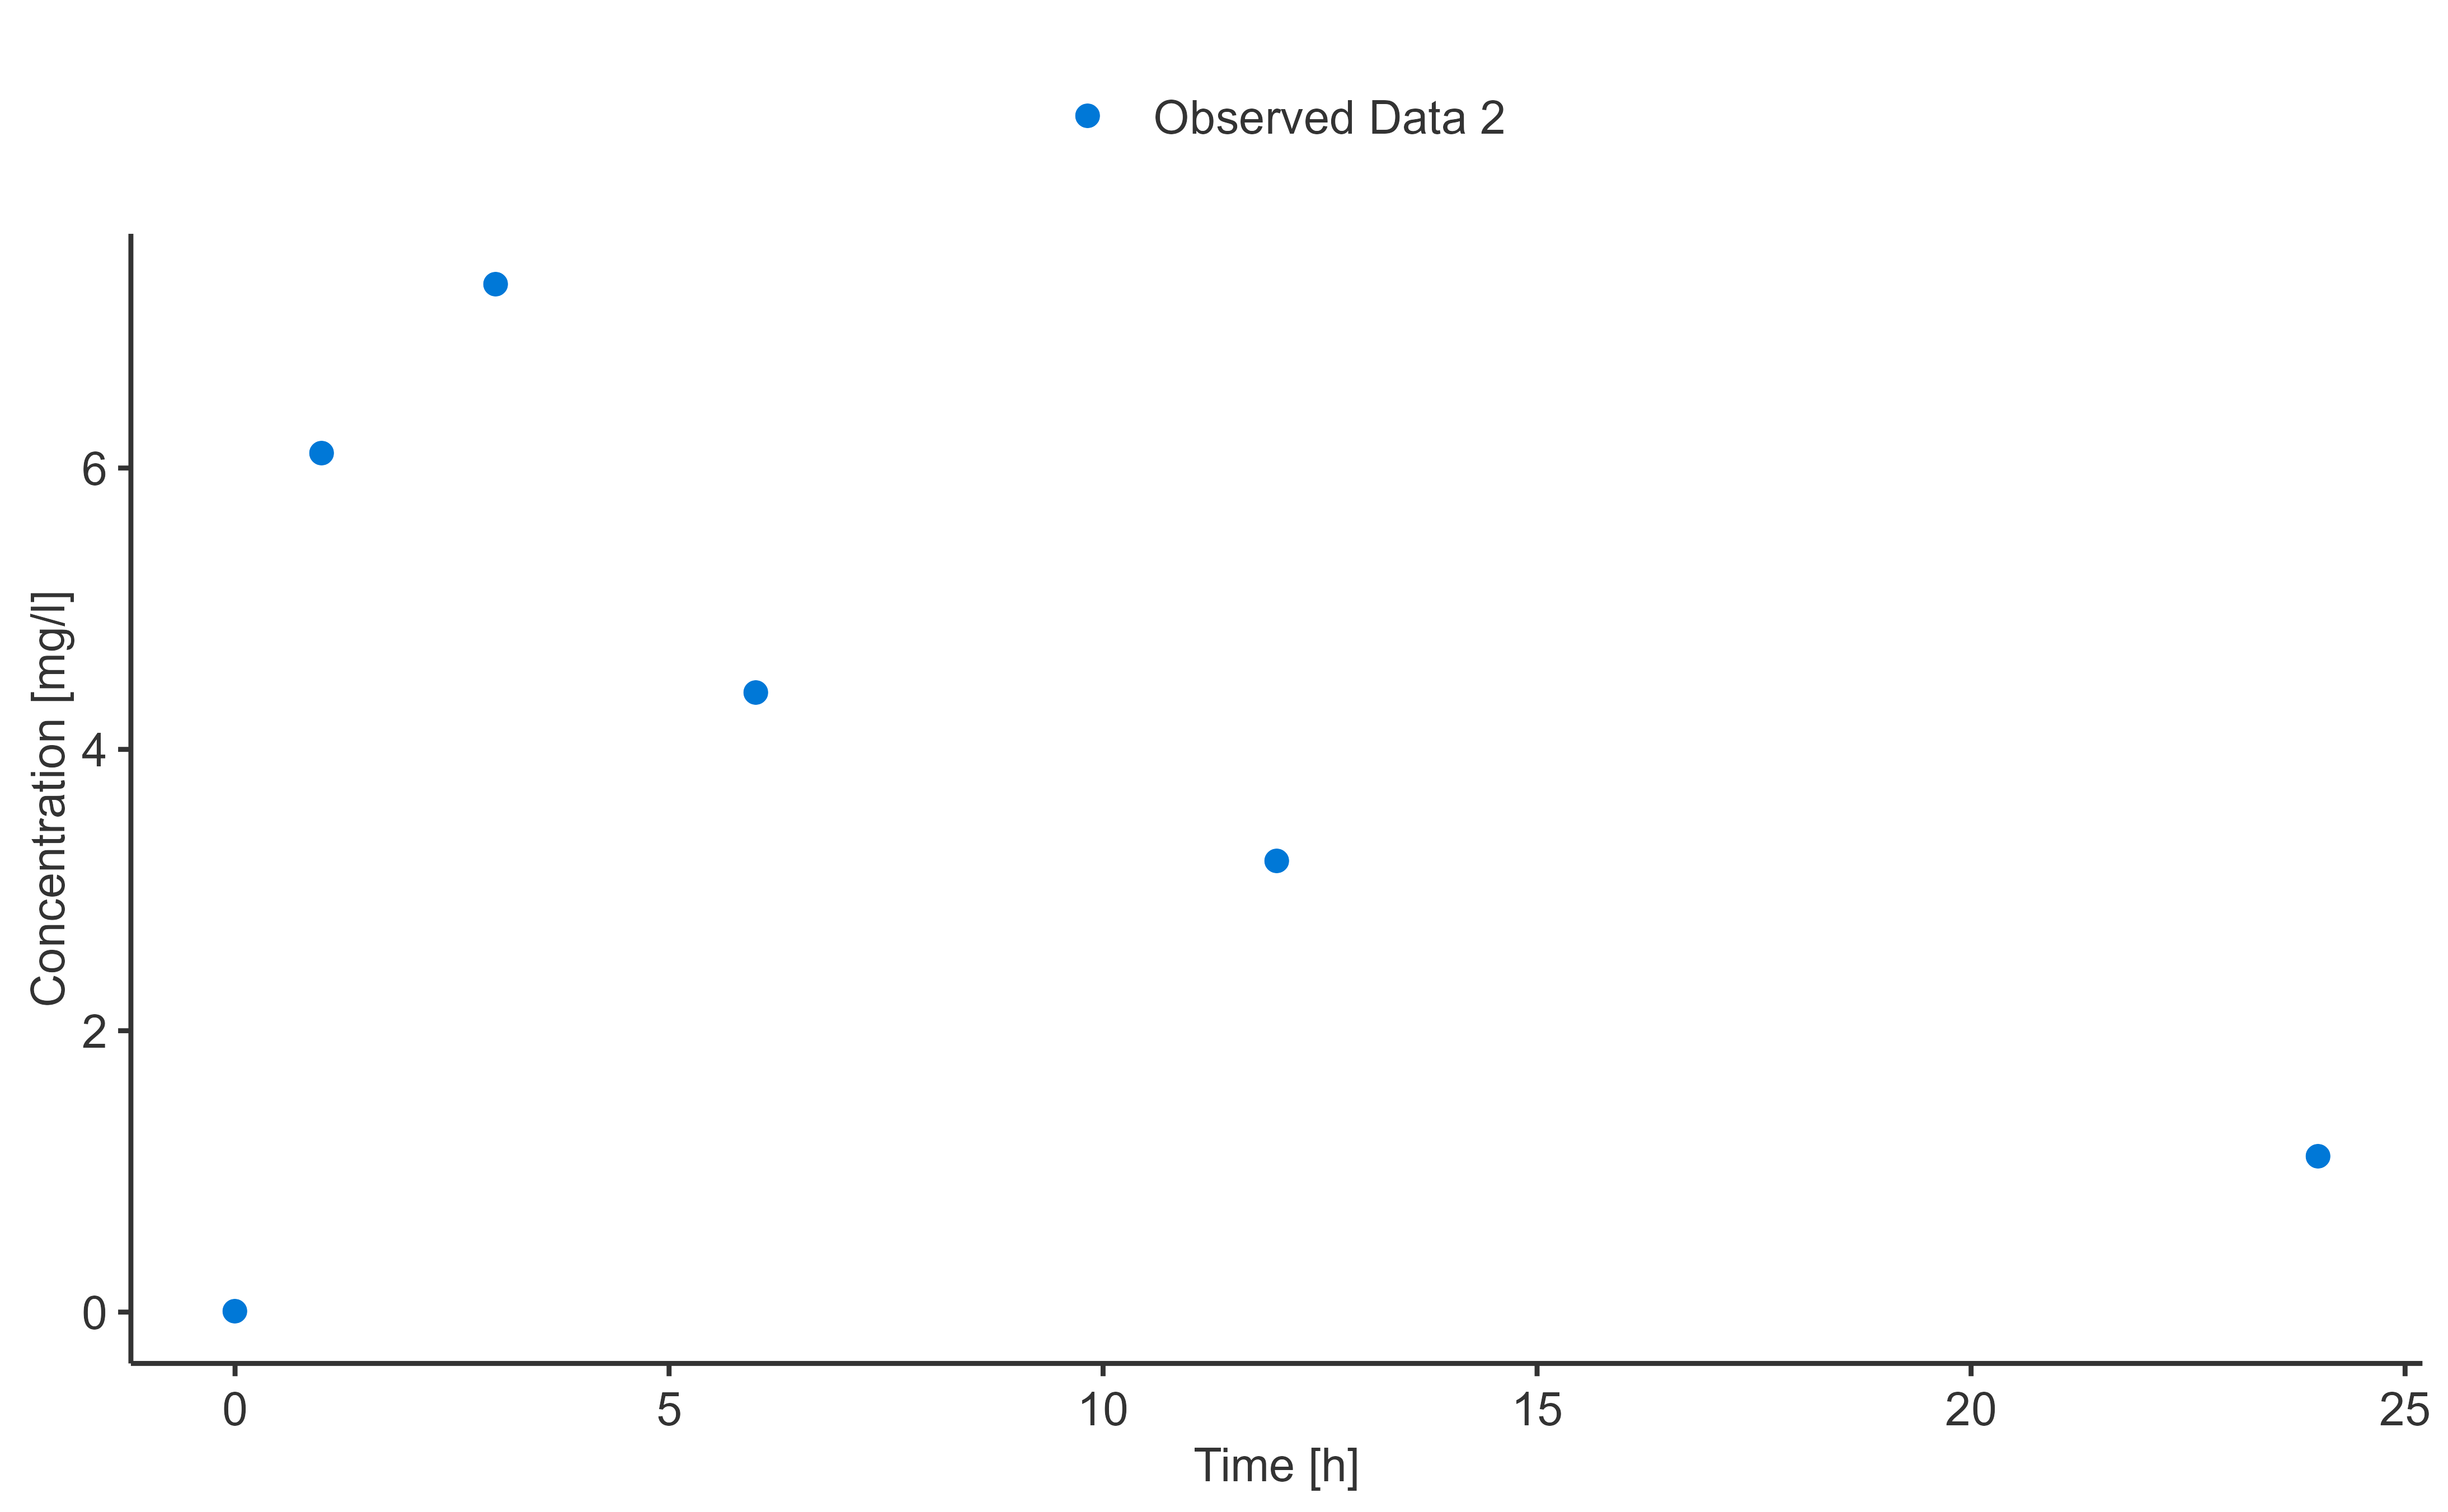 Observed Data 2
Concentration [mg/l]
6
4
2
0
0 5 10 15 20 25
Time [h]